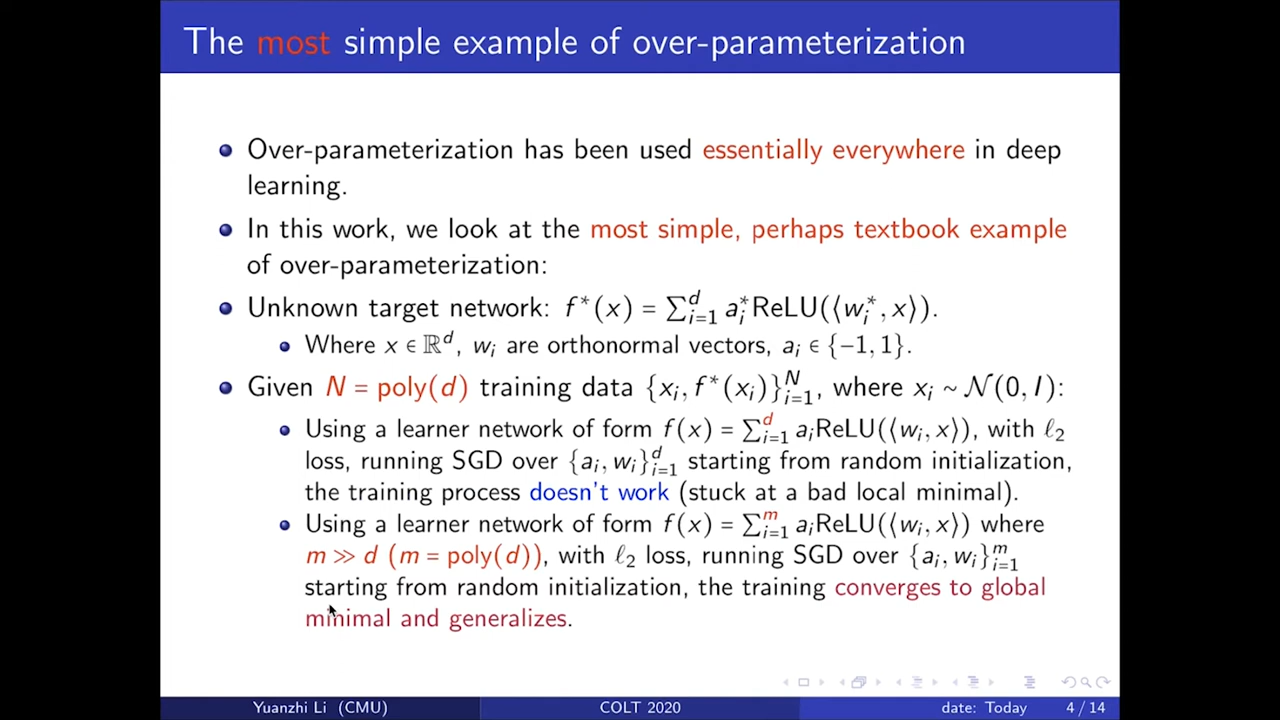 The most simple example of over-parameterization
Over-parameterization has been used essentially everywhere in deep
learning.
In this work, we look at the most simple, perhaps textbook example
of over-parameterization:
Unknown target network: f*(x) = ∑_{i=1}^d a_i^* ReLU(⟨w_i^*, x⟩).
Where x ∈ ℝ^d, w_i are orthonormal vectors, a_i ∈ {−1, 1}.
Given N = poly(d) training data {x_i, f*(x_i)}_{i=1}^N, where x_i ~ 𝒩(0, I):
Using a learner network of form f(x) = ∑_{i=1}^d a_i ReLU(⟨w_i, x⟩), with ℓ_2
loss, running SGD over {a_i, w_i}_{i=1}^d starting from random initialization,
the training process doesn't work (stuck at a bad local minimal).
Using a learner network of form f(x) = ∑_{i=1}^m a_i ReLU(⟨w_i, x⟩) where
m ≫ d (m = poly(d)), with ℓ_2 loss, running SGD over {a_i, w_i}_{i=1}^m
starting from random initialization, the training converges to global
minimal and generalizes.
Yuanzhi Li (CMU) COLT 2020 date: Today 4 / 14